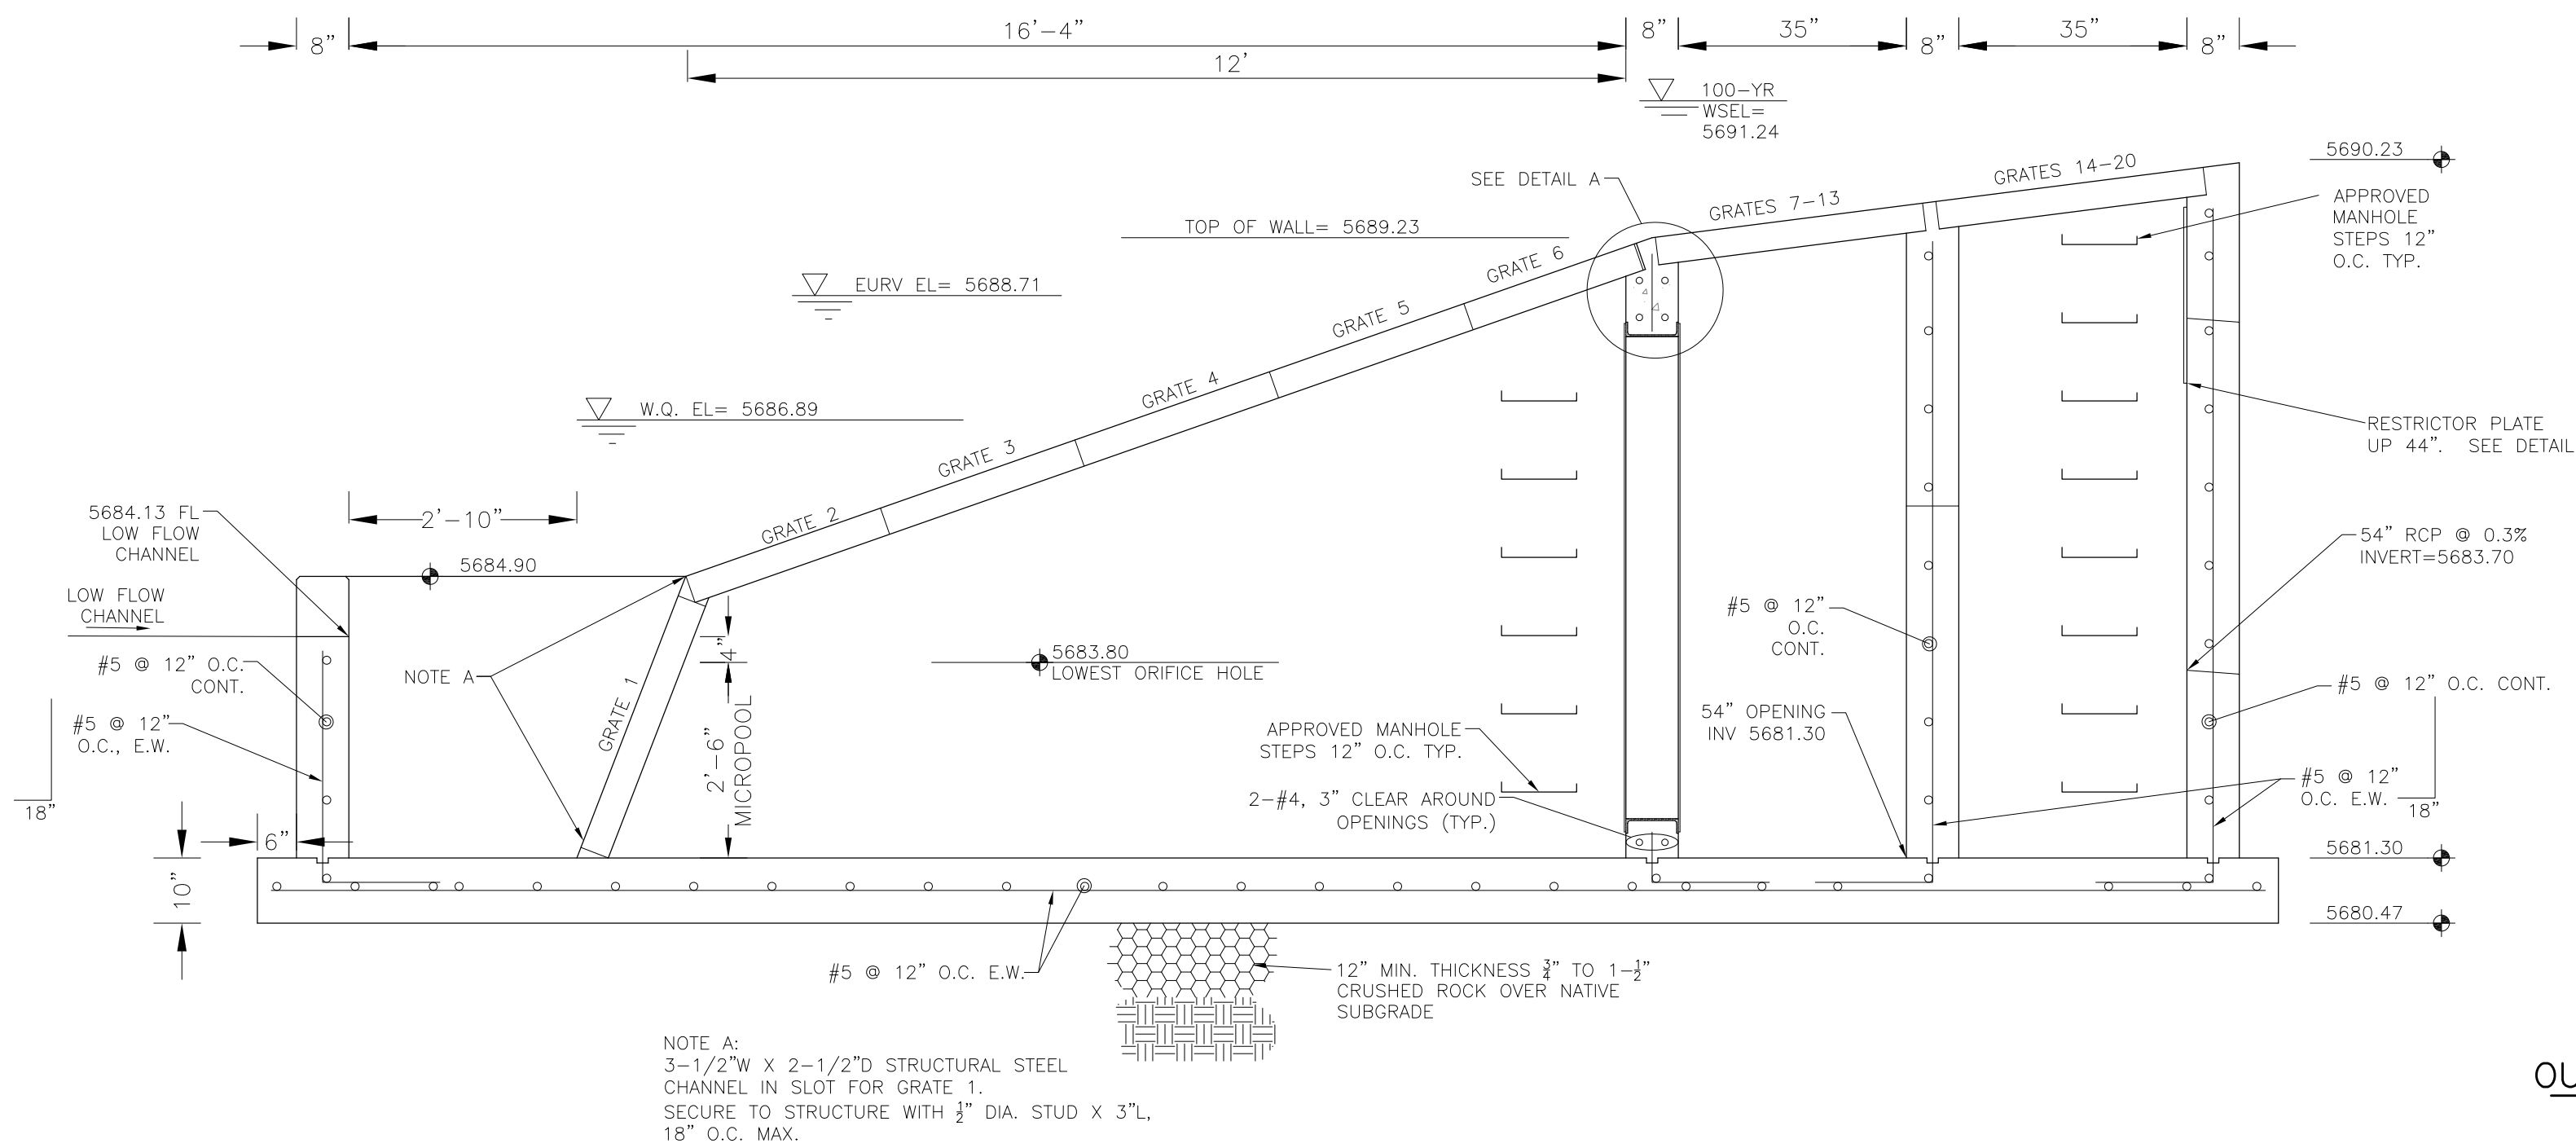 8"
16'-4"
8"
35"
8"
35"
8"
12'
100-YR
WSEL=
5691.24
5690.23
SEE DETAIL A
GRATES 7-13
GRATES 14-20
APPROVED
MANHOLE
STEPS 12"
O.C. TYP.
TOP OF WALL= 5689.23
EURV EL= 5688.71
GRATE 6
GRATE 5
GRATE 4
GRATE 3
GRATE 2
W.Q. EL= 5686.89
RESTRICTOR PLATE
UP 44". SEE DETAIL
5684.13 FL
LOW FLOW
CHANNEL
2'-10"
5684.90
LOW FLOW
CHANNEL
54" RCP @ 0.3%
INVERT=5683.70
#5 @ 12"
O.C.
CONT.
4"
5683.80
LOWEST ORIFICE HOLE
#5 @ 12" O.C.
CONT.
NOTE A
GRATE 1
#5 @ 12" O.C. CONT.
#5 @ 12"
O.C., E.W.
2'-6"
MICROPOOL
APPROVED MANHOLE
STEPS 12" O.C. TYP.
54" OPENING
INV 5681.30
18"
2-#4, 3" CLEAR AROUND
OPENINGS (TYP.)
#5 @ 12"
O.C. E.W.
18"
6"
10"
5681.30
5680.47
#5 @ 12" O.C. E.W.
12" MIN. THICKNESS 3/4" TO 1-1/2"
CRUSHED ROCK OVER NATIVE
SUBGRADE
NOTE A:
3-1/2"W X 2-1/2"D STRUCTURAL STEEL
CHANNEL IN SLOT FOR GRATE 1.
SECURE TO STRUCTURE WITH 1/2" DIA. STUD X 3"L,
18" O.C. MAX.
OU